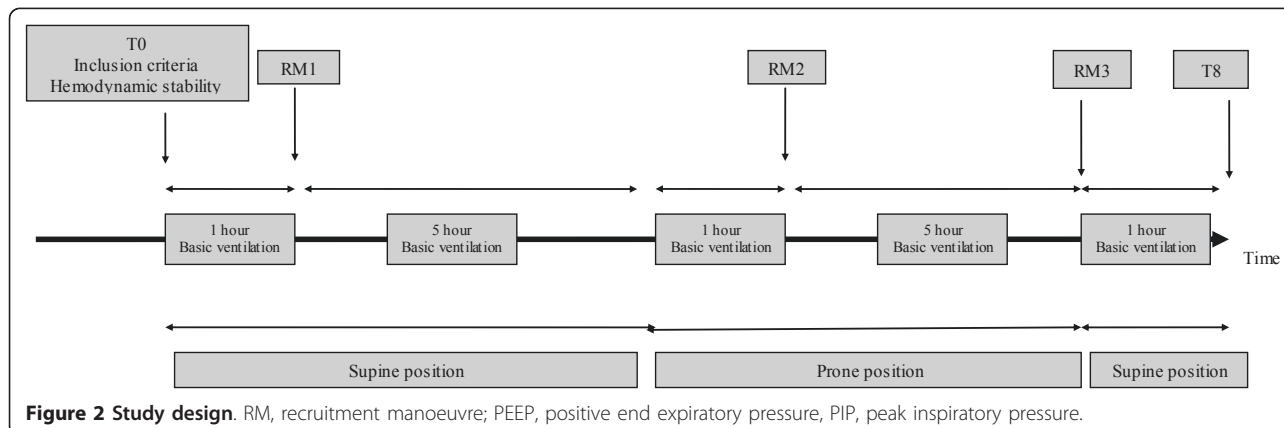 T0
Inclusion criteria
Hemodynamic stability
RM1
RM2
RM3
T8
1 hour
Basic ventilation
5 hour
Basic ventilation
1 hour
Basic ventilation
5 hour
Basic ventilation
1 hour
Basic ventilation
Time
Supine position
Prone position
Supine position
Figure 2 Study design. RM, recruitment manoeuvre; PEEP, positive end expiratory pressure, PIP, peak inspiratory pressure.